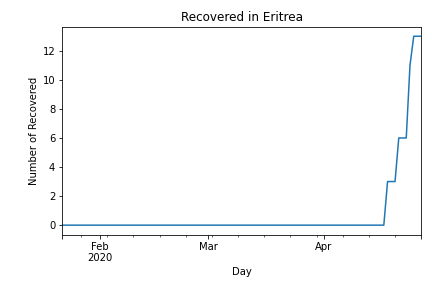 Recovered in Eritrea
12
10
8
6
4
2
0
Number of Recovered
Feb
2020
Mar
Apr
Day